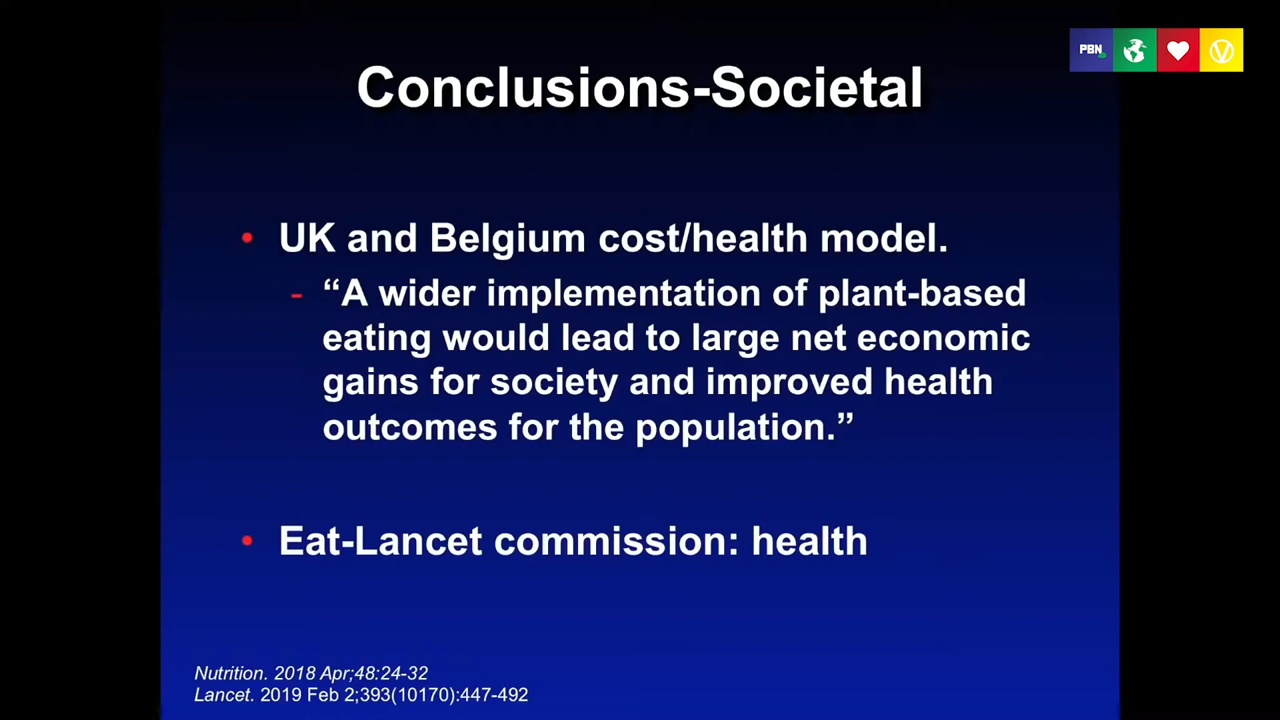 PBN
Conclusions-Societal
• UK and Belgium cost/health model.
- “A wider implementation of plant-based
eating would lead to large net economic
gains for society and improved health
outcomes for the population.”
• Eat-Lancet commission: health
Nutrition. 2018 Apr;48:24-32
Lancet. 2019 Feb 2;393(10170):447-492